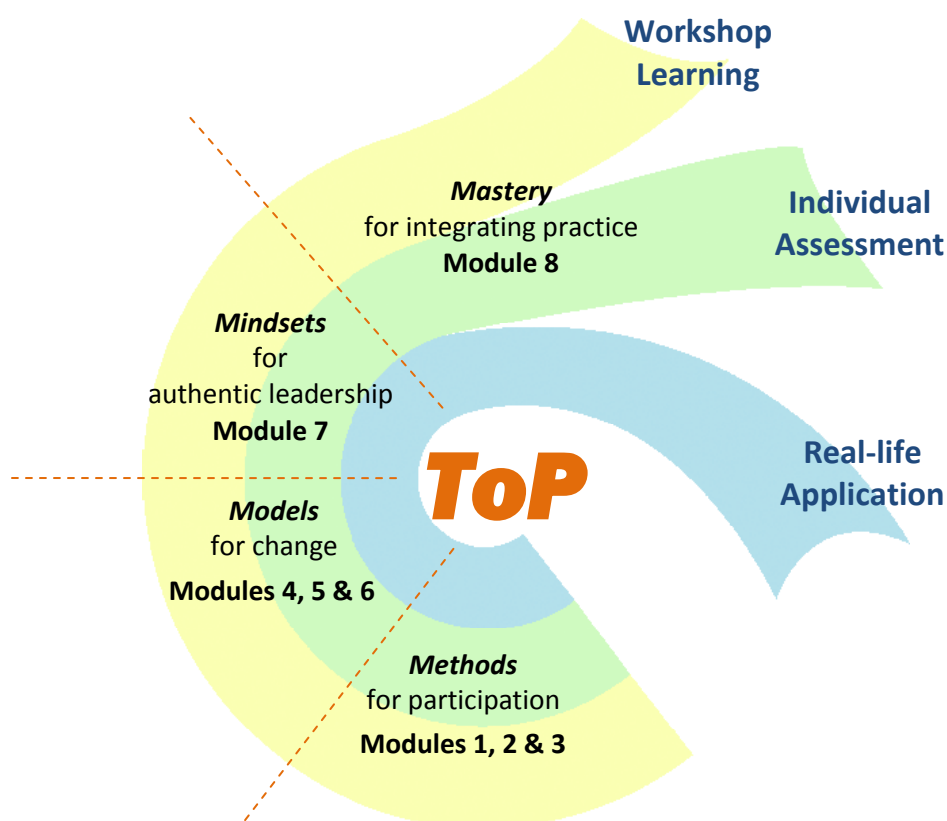 Workshop
Learning
Mastery
for integrating practice
Module 8
Individual
Assessment
Mindsets
for
authentic leadership
Module 7
ToP
Real-life
Application
Models
for change
Modules 4, 5 & 6
Methods
for participation
Modules 1, 2 & 3